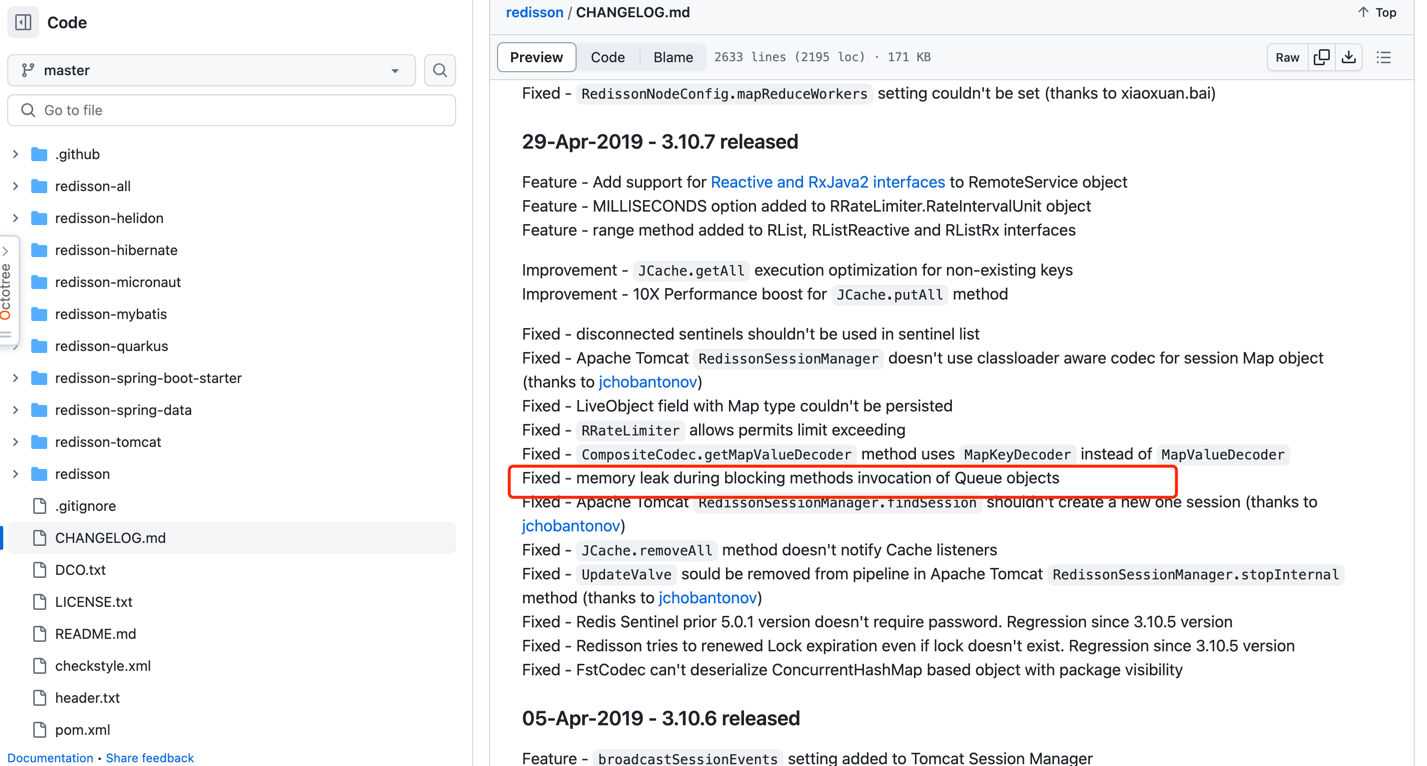 Code
master
Go to file
.github
redisson-all
redisson-helidon
redisson-hibernate
redisson-micronaut
redisson-mybatis
redisson-quarkus
redisson-spring-boot-starter
redisson-spring-data
redisson-tomcat
redisson
.gitignore
CHANGELOG.md
DCO.txt
LICENSE.txt
README.md
checkstyle.xml
header.txt
pom.xml
Documentation • Share feedback
Octotree
redisson / CHANGELOG.md
Top
Preview Code Blame 2633 lines (2195 loc) · 171 KB Raw
Fixed - RedissonNodeConfig.mapReduceWorkers setting couldn't be set (thanks to xiaoxuan.bai)
29-Apr-2019 - 3.10.7 released
Feature - Add support for Reactive and RxJava2 interfaces to RemoteService object
Feature - MILLISECONDS option added to RRateLimiter.RateIntervalUnit object
Feature - range method added to RList, RListReactive and RListRx interfaces
Improvement - JCache.getAll execution optimization for non-existing keys
Improvement - 10X Performance boost for JCache.putAll method
Fixed - disconnected sentinels shouldn't be used in sentinel list
Fixed - Apache Tomcat RedissonSessionManager doesn't use classloader aware codec for session Map object
(thanks to jchobantonov)
Fixed - LiveObject field with Map type couldn't be persisted
Fixed - RRateLimiter allows permits limit exceeding
Fixed - CompositeCodec.getMapValueDecoder method uses MapKeyDecoder instead of MapValueDecoder
Fixed - memory leak during blocking methods invocation of Queue objects
Fixed - Apache Tomcat RedissonSessionManager.findSession shouldn't create a new one session (thanks to
jchobantonov)
Fixed - JCache.removeAll method doesn't notify Cache listeners
Fixed - UpdateValve sould be removed from pipeline in Apache Tomcat RedissonSessionManager.stopInternal
method (thanks to jchobantonov)
Fixed - Redis Sentinel prior 5.0.1 version doesn't require password. Regression since 3.10.5 version
Fixed - Redisson tries to renewed Lock expiration even if lock doesn't exist. Regression since 3.10.5 version
Fixed - FstCodec can't deserialize ConcurrentHashMap based object with package visibility
05-Apr-2019 - 3.10.6 released
Feature - broadcastSessionEvents setting added to Tomcat Session Manager